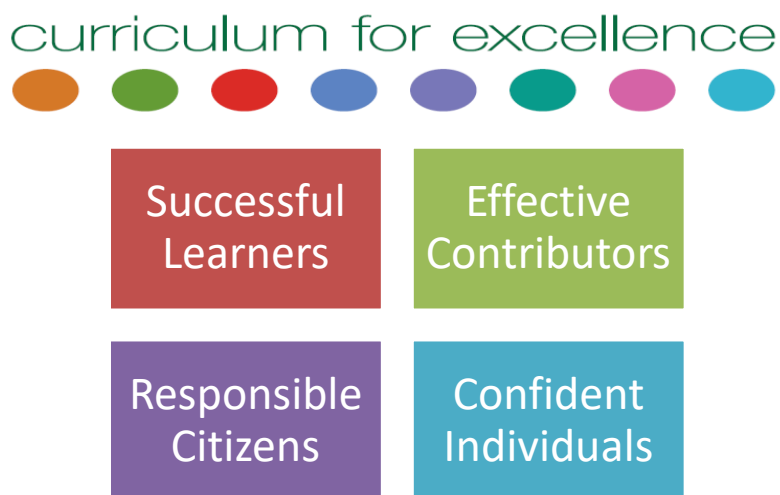 curriculum for excellence
Successful
Learners
Effective
Contributors
Responsible
Citizens
Confident
Individuals